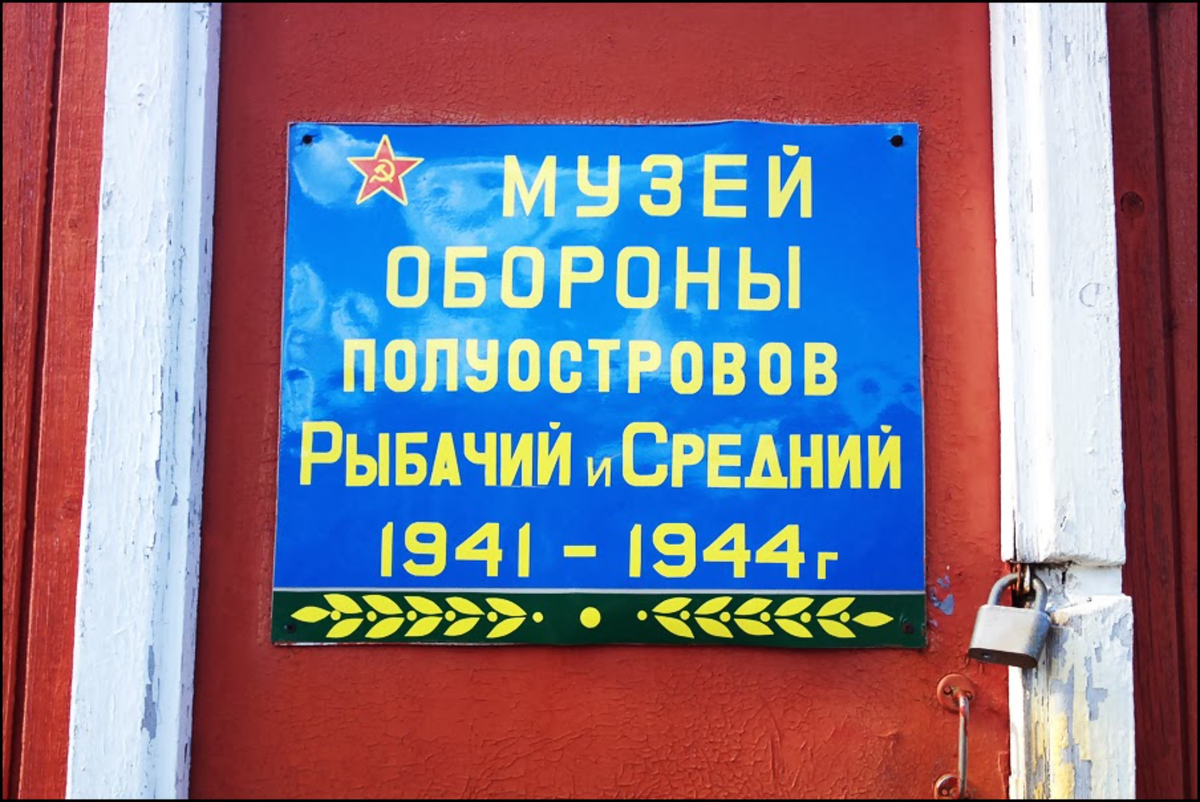 МУЗЕЙ
ОБОРОНЫ
ПОЛУОСТРОВОВ
РЫБАЧИЙ и СРЕДНИЙ
1941 – 1944 г